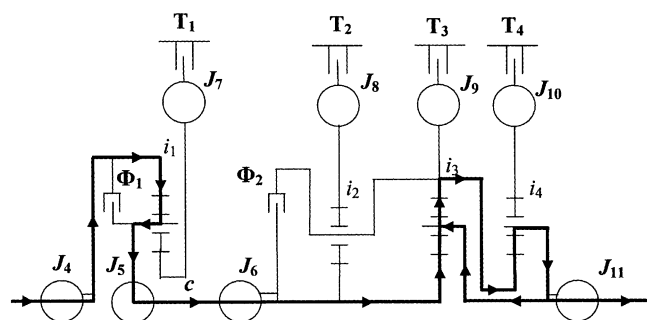 T₁ T₂ T₃ T₄
J₇ J₈ J₉ J₁₀
i₁ i₃
Φ₁ Φ₂ i₂ i₄
J₄ J₅ c J₆ J₁₁